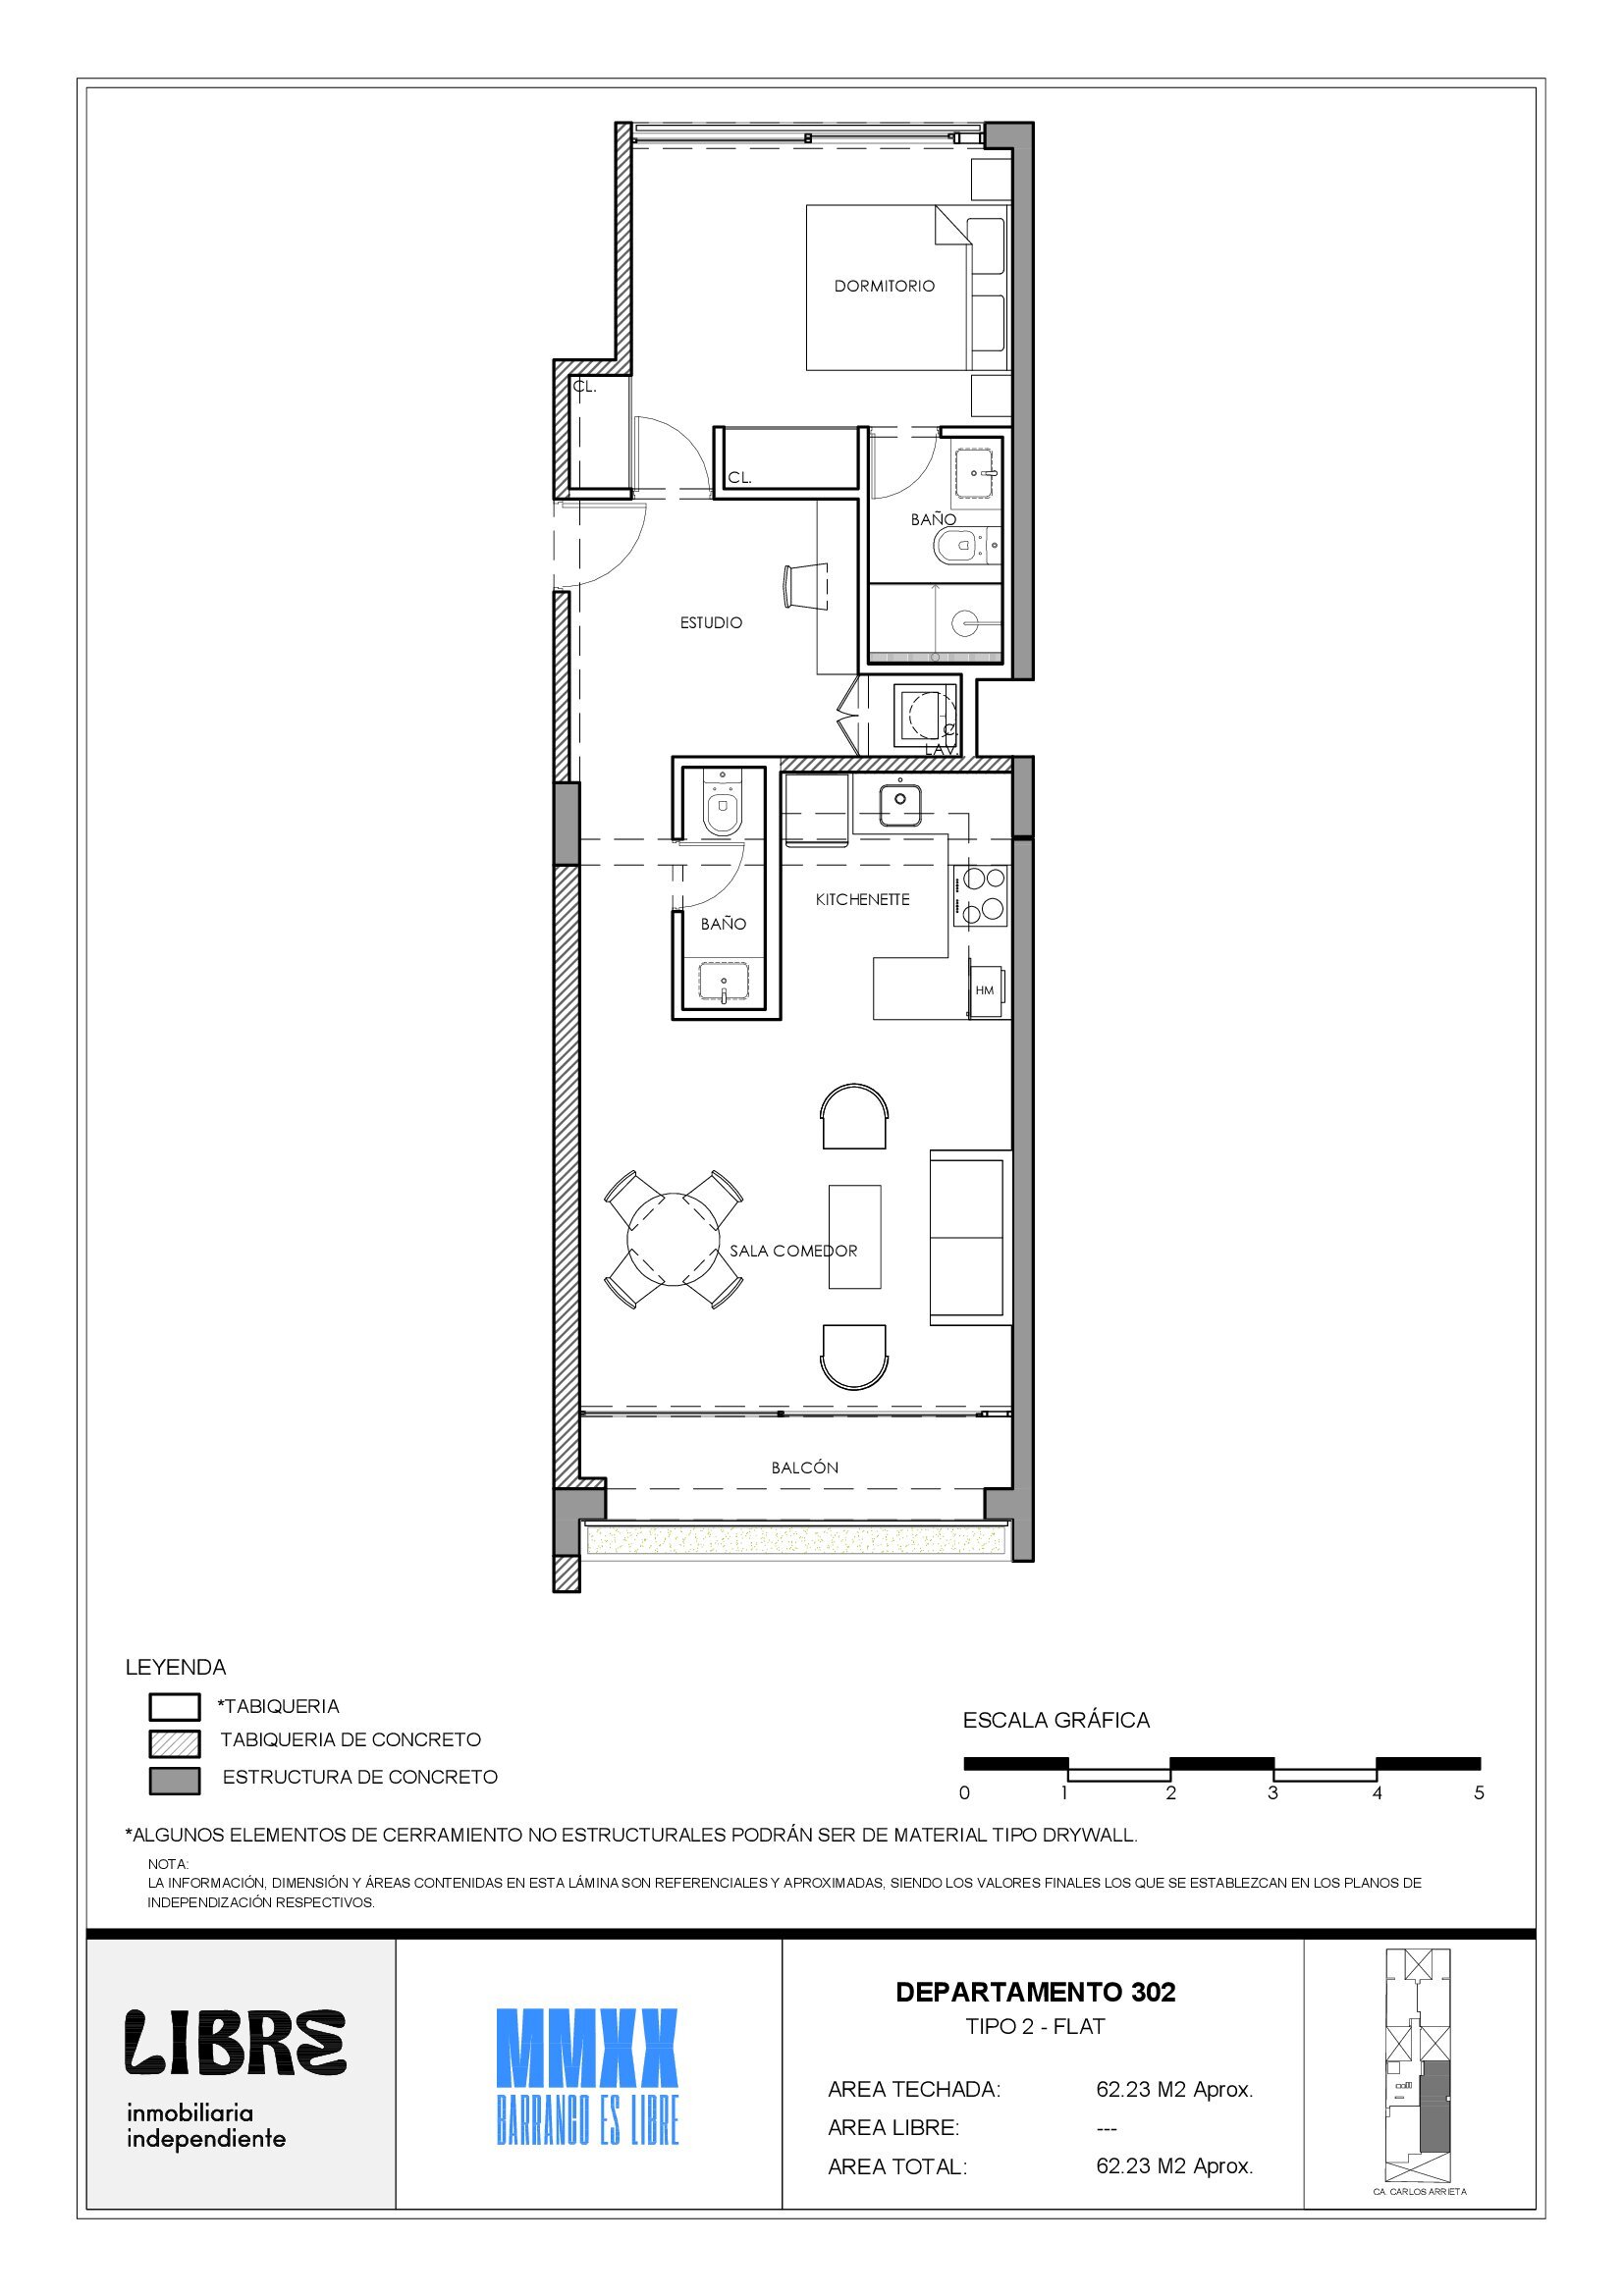 DORMITORIO
CL.
CL.
BAÑO
ESTUDIO
C.
LAV.
KITCHENETTE
BAÑO
HM
SALA COMEDOR
BALCÓN
LEYENDA
*TABIQUERIA
TABIQUERIA DE CONCRETO
ESTRUCTURA DE CONCRETO
ESCALA GRÁFICA
0 1 2 3 4 5
*ALGUNOS ELEMENTOS DE CERRAMIENTO NO ESTRUCTURALES PODRÁN SER DE MATERIAL TIPO DRYWALL.
NOTA:
LA INFORMACIÓN, DIMENSIÓN Y ÁREAS CONTENIDAS EN ESTA LÁMINA SON REFERENCIALES Y APROXIMADAS, SIENDO LOS VALORES FINALES LOS QUE SE ESTABLEZCAN EN LOS PLANOS DE
INDEPENDIZACIÓN RESPECTIVOS.
LIBRE
inmobiliaria
independiente
MMXX
BARRANCO ES LIBRE
DEPARTAMENTO 302
TIPO 2 - FLAT
AREA TECHADA: 62.23 M2 Aprox.
AREA LIBRE: ---
AREA TOTAL: 62.23 M2 Aprox.
CA. CARLOS ARRIETA